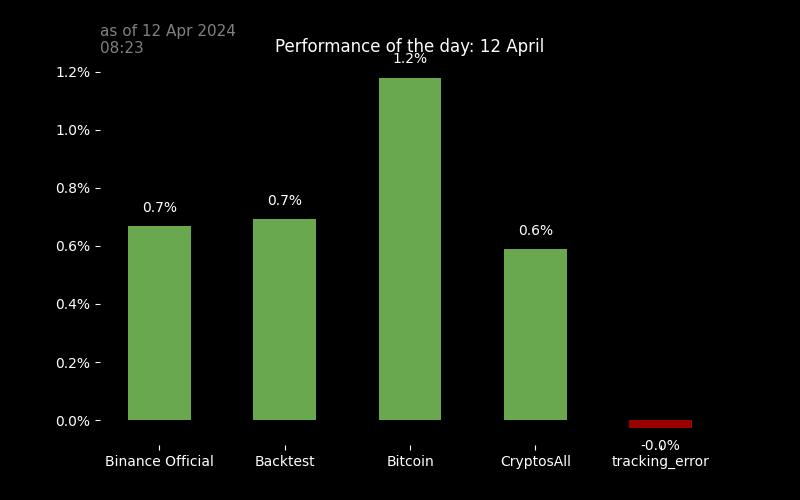 as of 12 Apr 2024
08:23
Performance of the day: 12 April
1.2%
1.2%
1.0%
0.8%
0.7%
0.7%
0.6%
0.6%
0.4%
0.2%
0.0%
-0.0%
Binance Official
Backtest
Bitcoin
CryptosAll
tracking_error